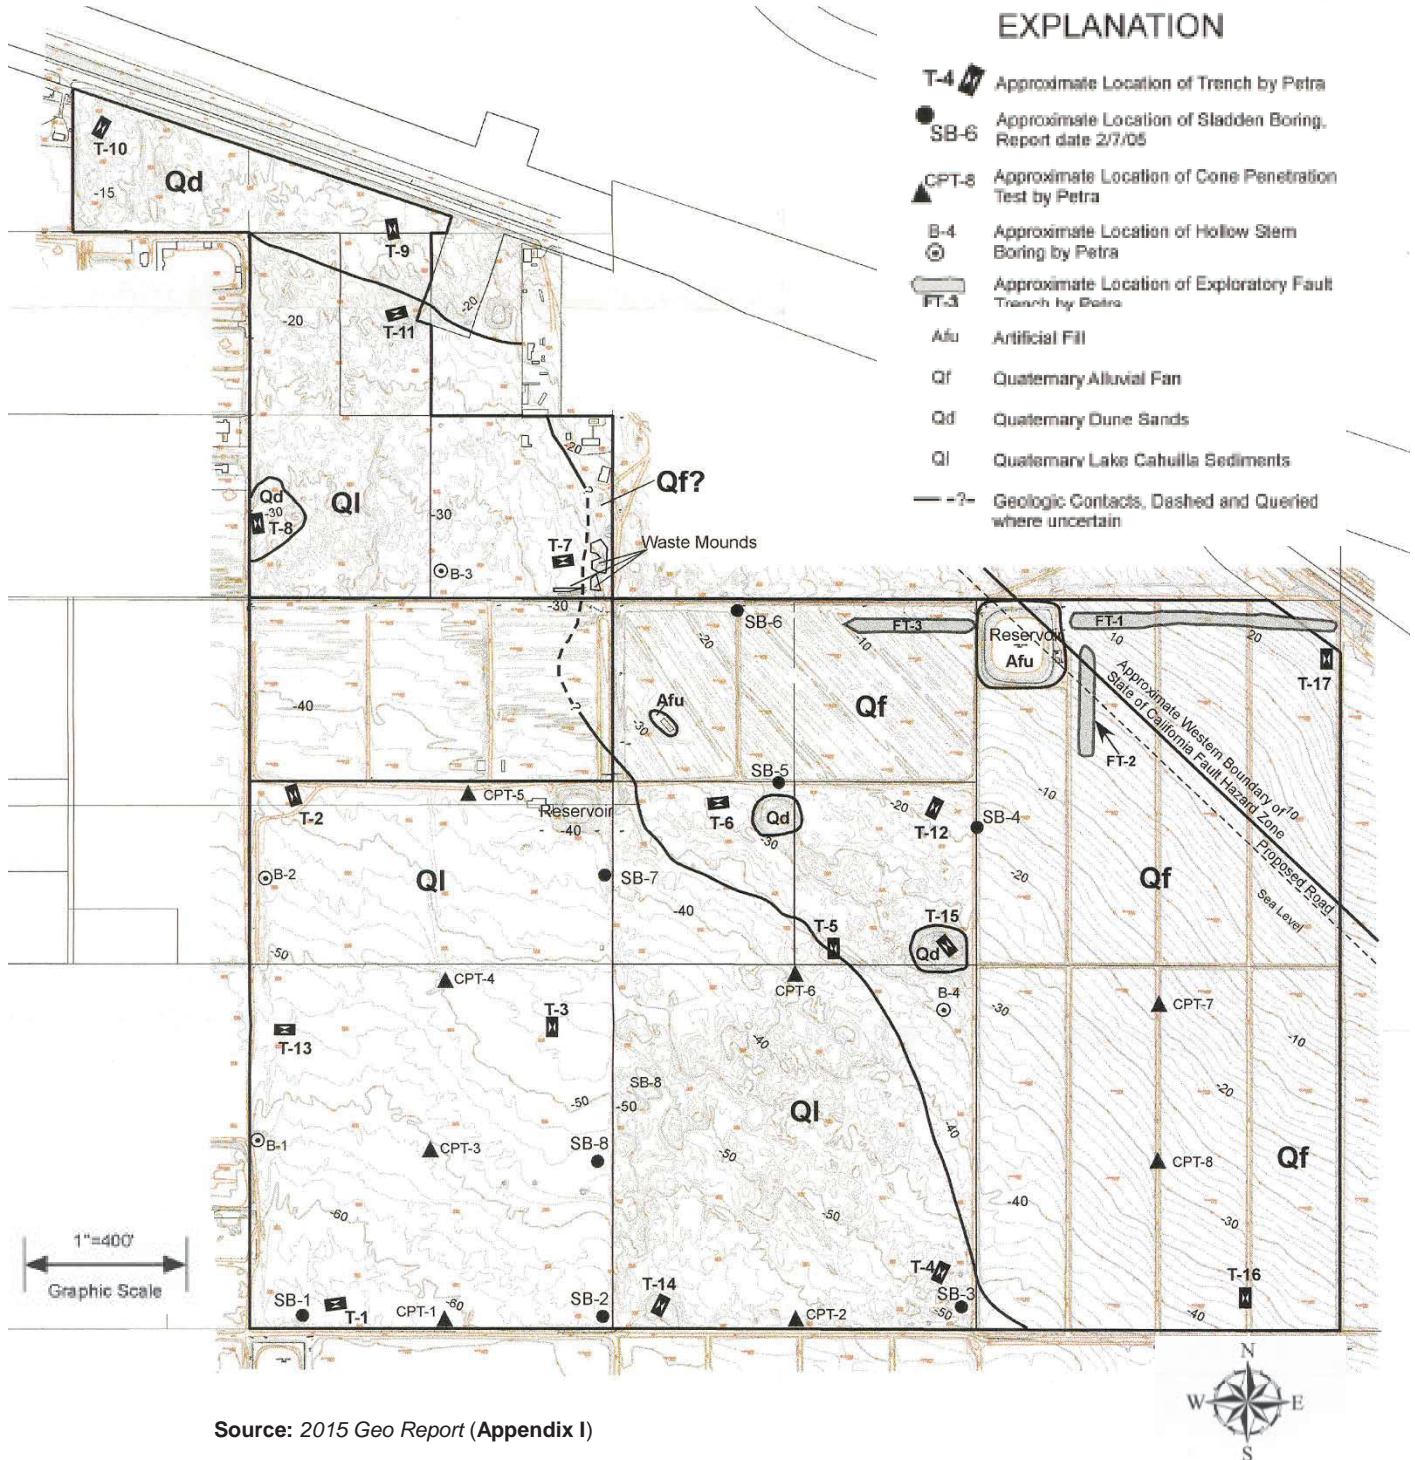 EXPLANATION
T-4 Approximate Location of Trench by Petra
SB-6 Approximate Location of Sladden Boring,
Report date 2/7/05
CPT-8 Approximate Location of Cone Penetration
Test by Petra
B-4 Approximate Location of Hollow Stem
Boring by Petra
FT-3 Approximate Location of Exploratory Fault
Trench by Petra
Afu Artificial Fill
Qf Quaternary Alluvial Fan
Qd Quaternary Dune Sands
Ql Quaternary Lake Cahuilla Sediments
-?- Geologic Contacts, Dashed and Queried
where uncertain
T-10
Qd
-15
T-9
-20
-20
T-11
-20
Qf?
Qd
-30
T-8
Ql
-30
T-7
Waste Mounds
B-3
?
-30
SB-6
-20
FT-3
-10
Reservoir
Afu
FT-1
10
20
T-17
Approximate Western Boundary of
State of California Fault Hazard Zone
-40
?
Afu
-30
Qf
FT-2
-10
10
Proposed Road
Sea Level
T-2
CPT-5
Reservoir
-40
SB-5
T-6
Qd
-30
-20
T-12
SB-4
-20
Qf
B-2
Ql
SB-7
-40
T-5
T-15
Qd
-50
CPT-4
CPT-6
B-4
-30
CPT-7
T-3
T-13
-40
-10
SB-8
-50
-50
Ql
-20
B-1
CPT-3
SB-8
-50
-40
CPT-8
Qf
-60
-50
-40
-30
1"=400'
Graphic Scale
SB-1
T-1
CPT-1
-60
SB-2
T-14
CPT-2
T-4
SB-3
-50
T-16
-40
N
W
E
S
Source: 2015 Geo Report (Appendix I)